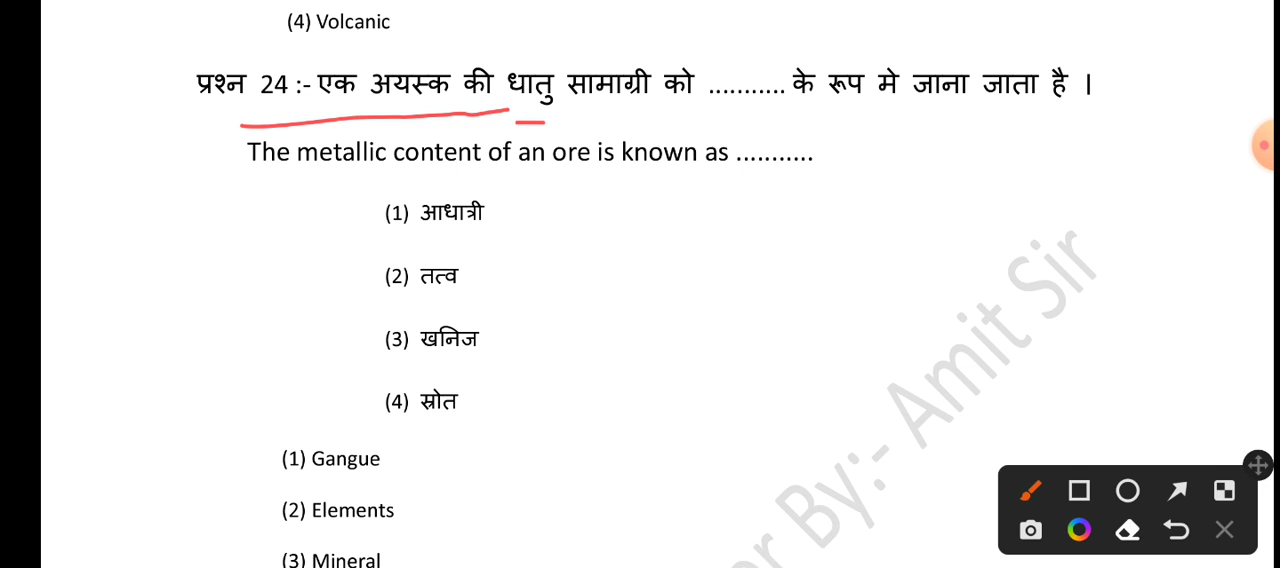 (4) Volcanic
प्रश्न 24 :- एक अयस्क की धातु सामाग्री को ........... के रूप मे जाना जाता है ।
The metallic content of an ore is known as ...........
(1) आधात्री
(2) तत्व
(3) खनिज
(4) स्रोत
(1) Gangue
(2) Elements
(3) Mineral
By:- Amit Sir